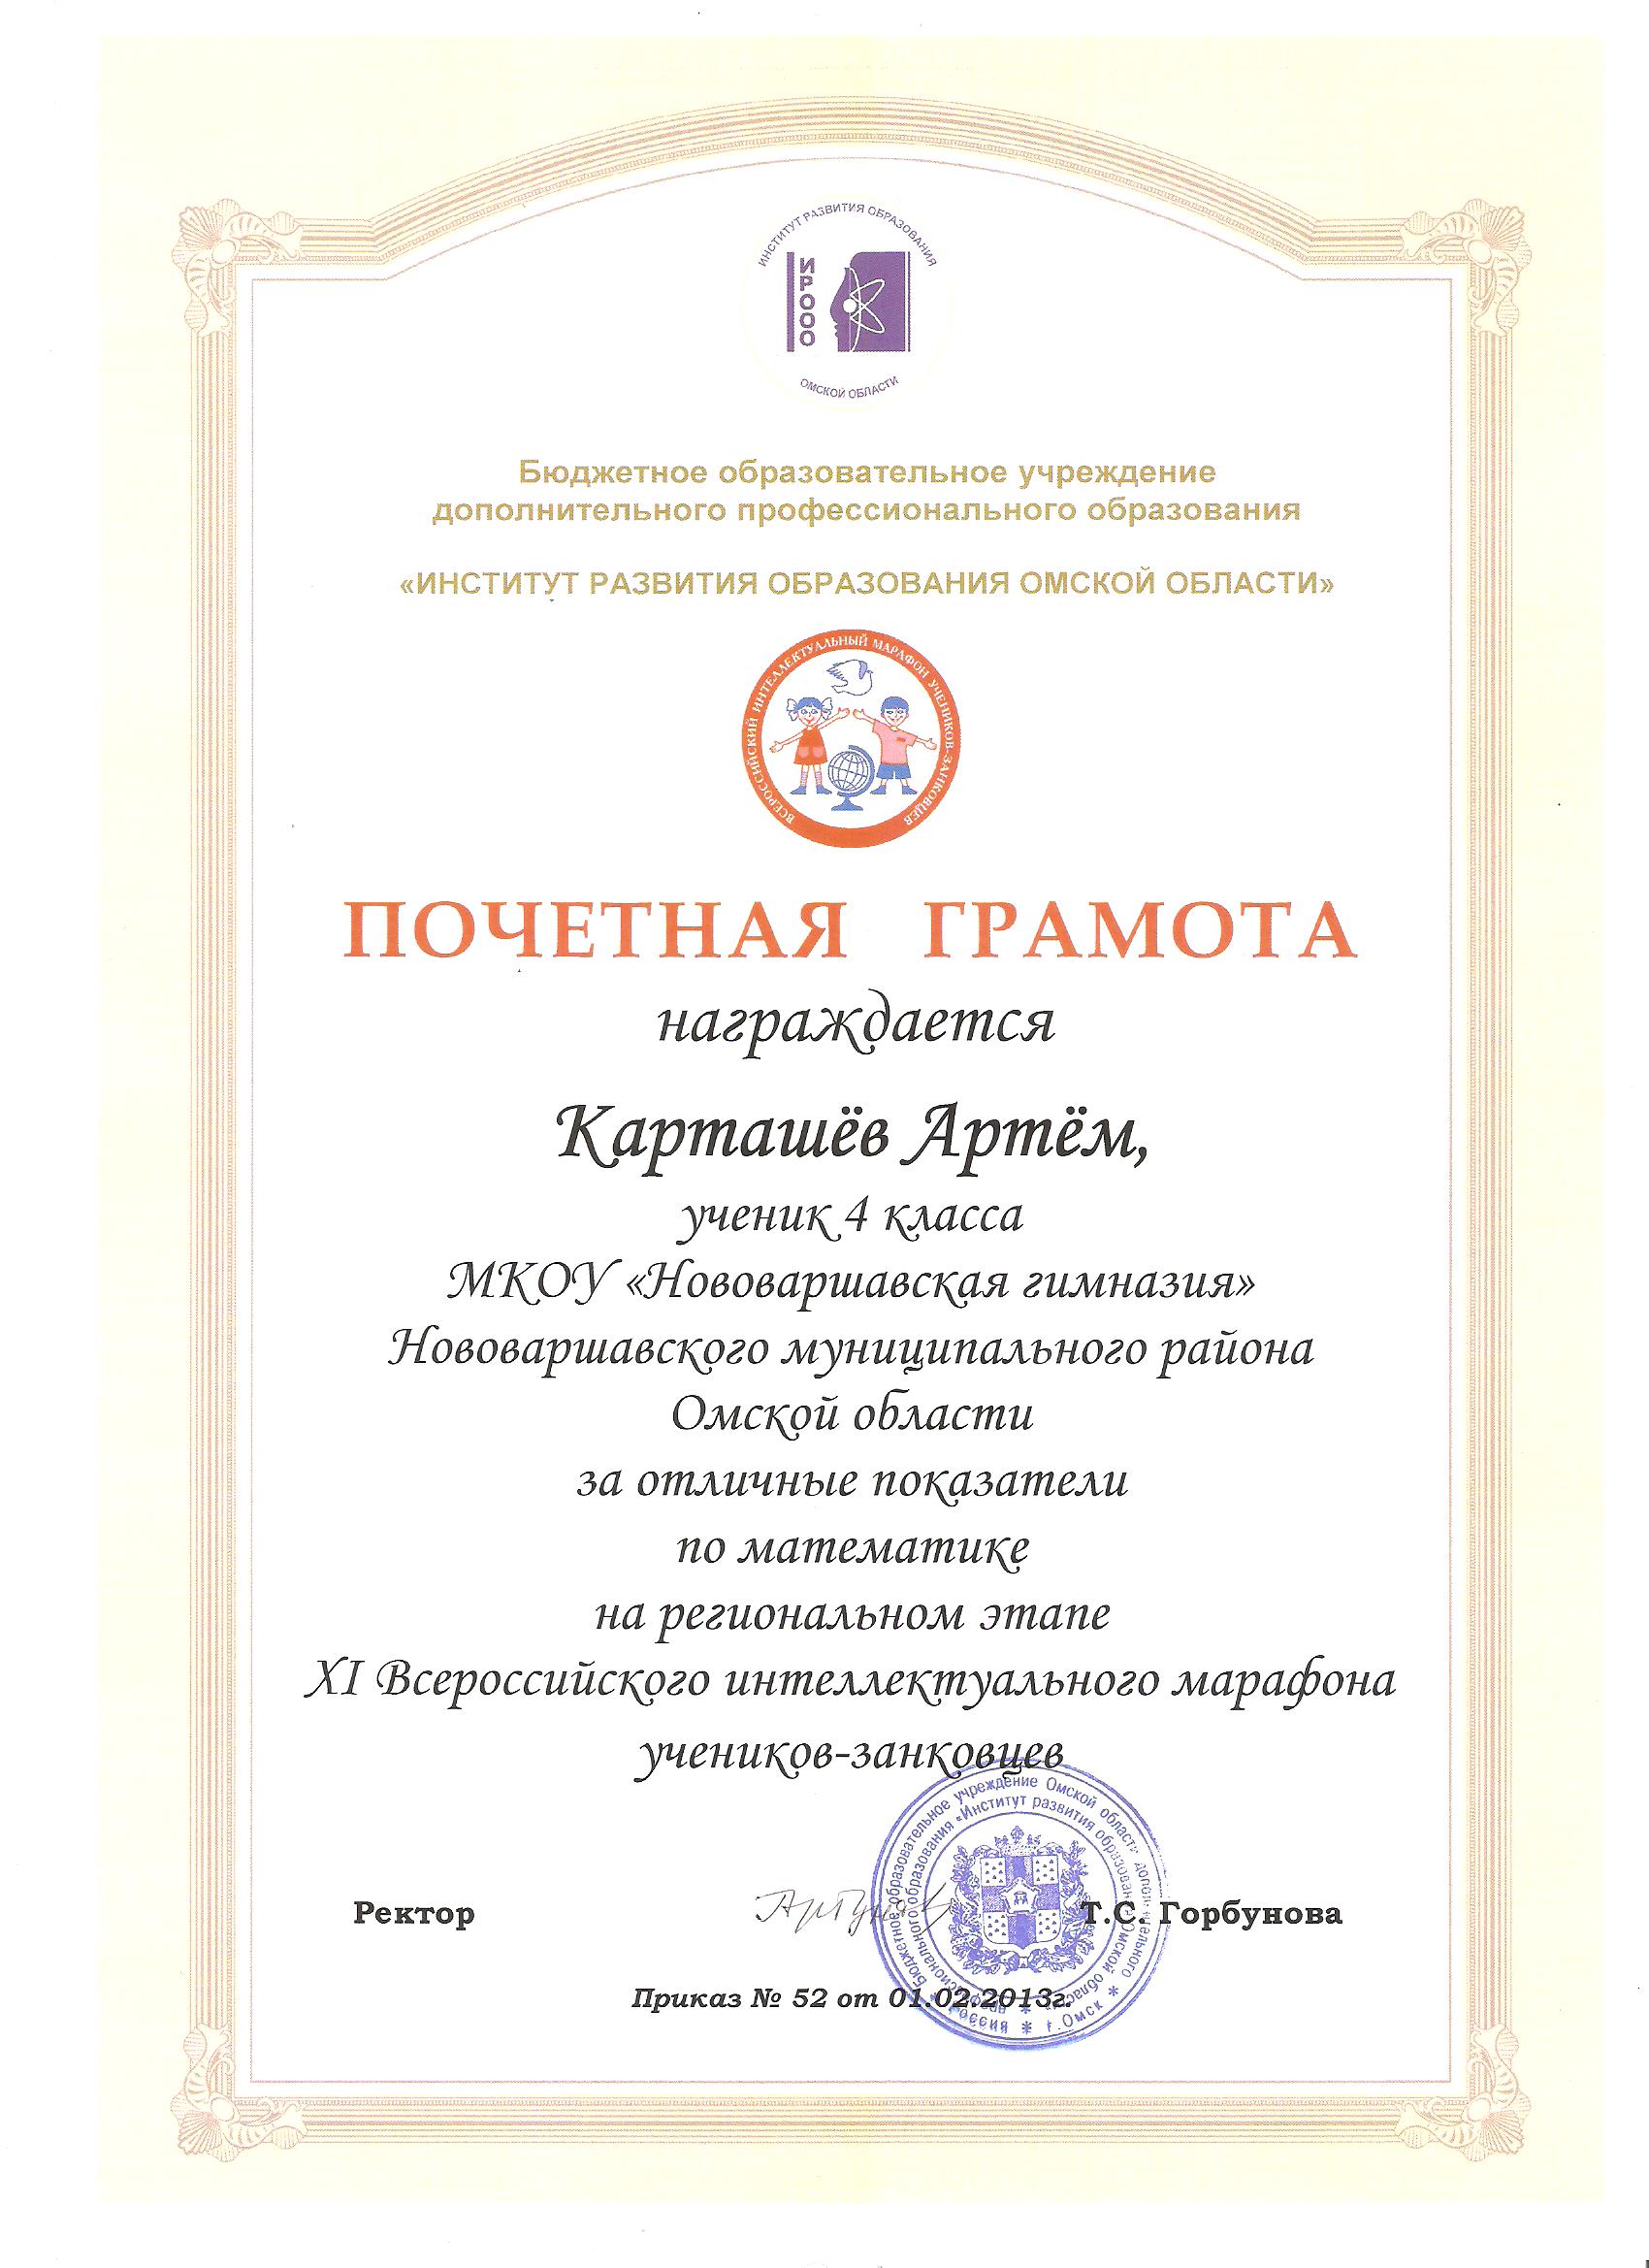 ИНСТИТУТ РАЗВИТИЯ ОБРАЗОВАНИЯ
ИРООО
ОМСКОЙ ОБЛАСТИ
Бюджетное образовательное учреждение
дополнительного профессионального образования
«ИНСТИТУТ РАЗВИТИЯ ОБРАЗОВАНИЯ ОМСКОЙ ОБЛАСТИ»
ВСЕРОССИЙСКИЙ ИНТЕЛЛЕКТУАЛЬНЫЙ МАРАФОН УЧЕНИКОВ-ЗАНКОВЦЕВ
ПОЧЕТНАЯ ГРАМОТА
награждается
Карташёв Артём,
ученик 4 класса
МКОУ «Нововаршавская гимназия»
Нововаршавского муниципального района
Омской области
за отличные показатели
по математике
на региональном этапе
XI Всероссийского интеллектуального марафона
учеников-занковцев
Бюджетное образовательное учреждение Омской области дополнительного
профессионального образования «Институт развития образования Омской области»
Россия * г. Омск *
Ректор
Т.С. Горбунова
Приказ № 52 от 01.02.2013г.